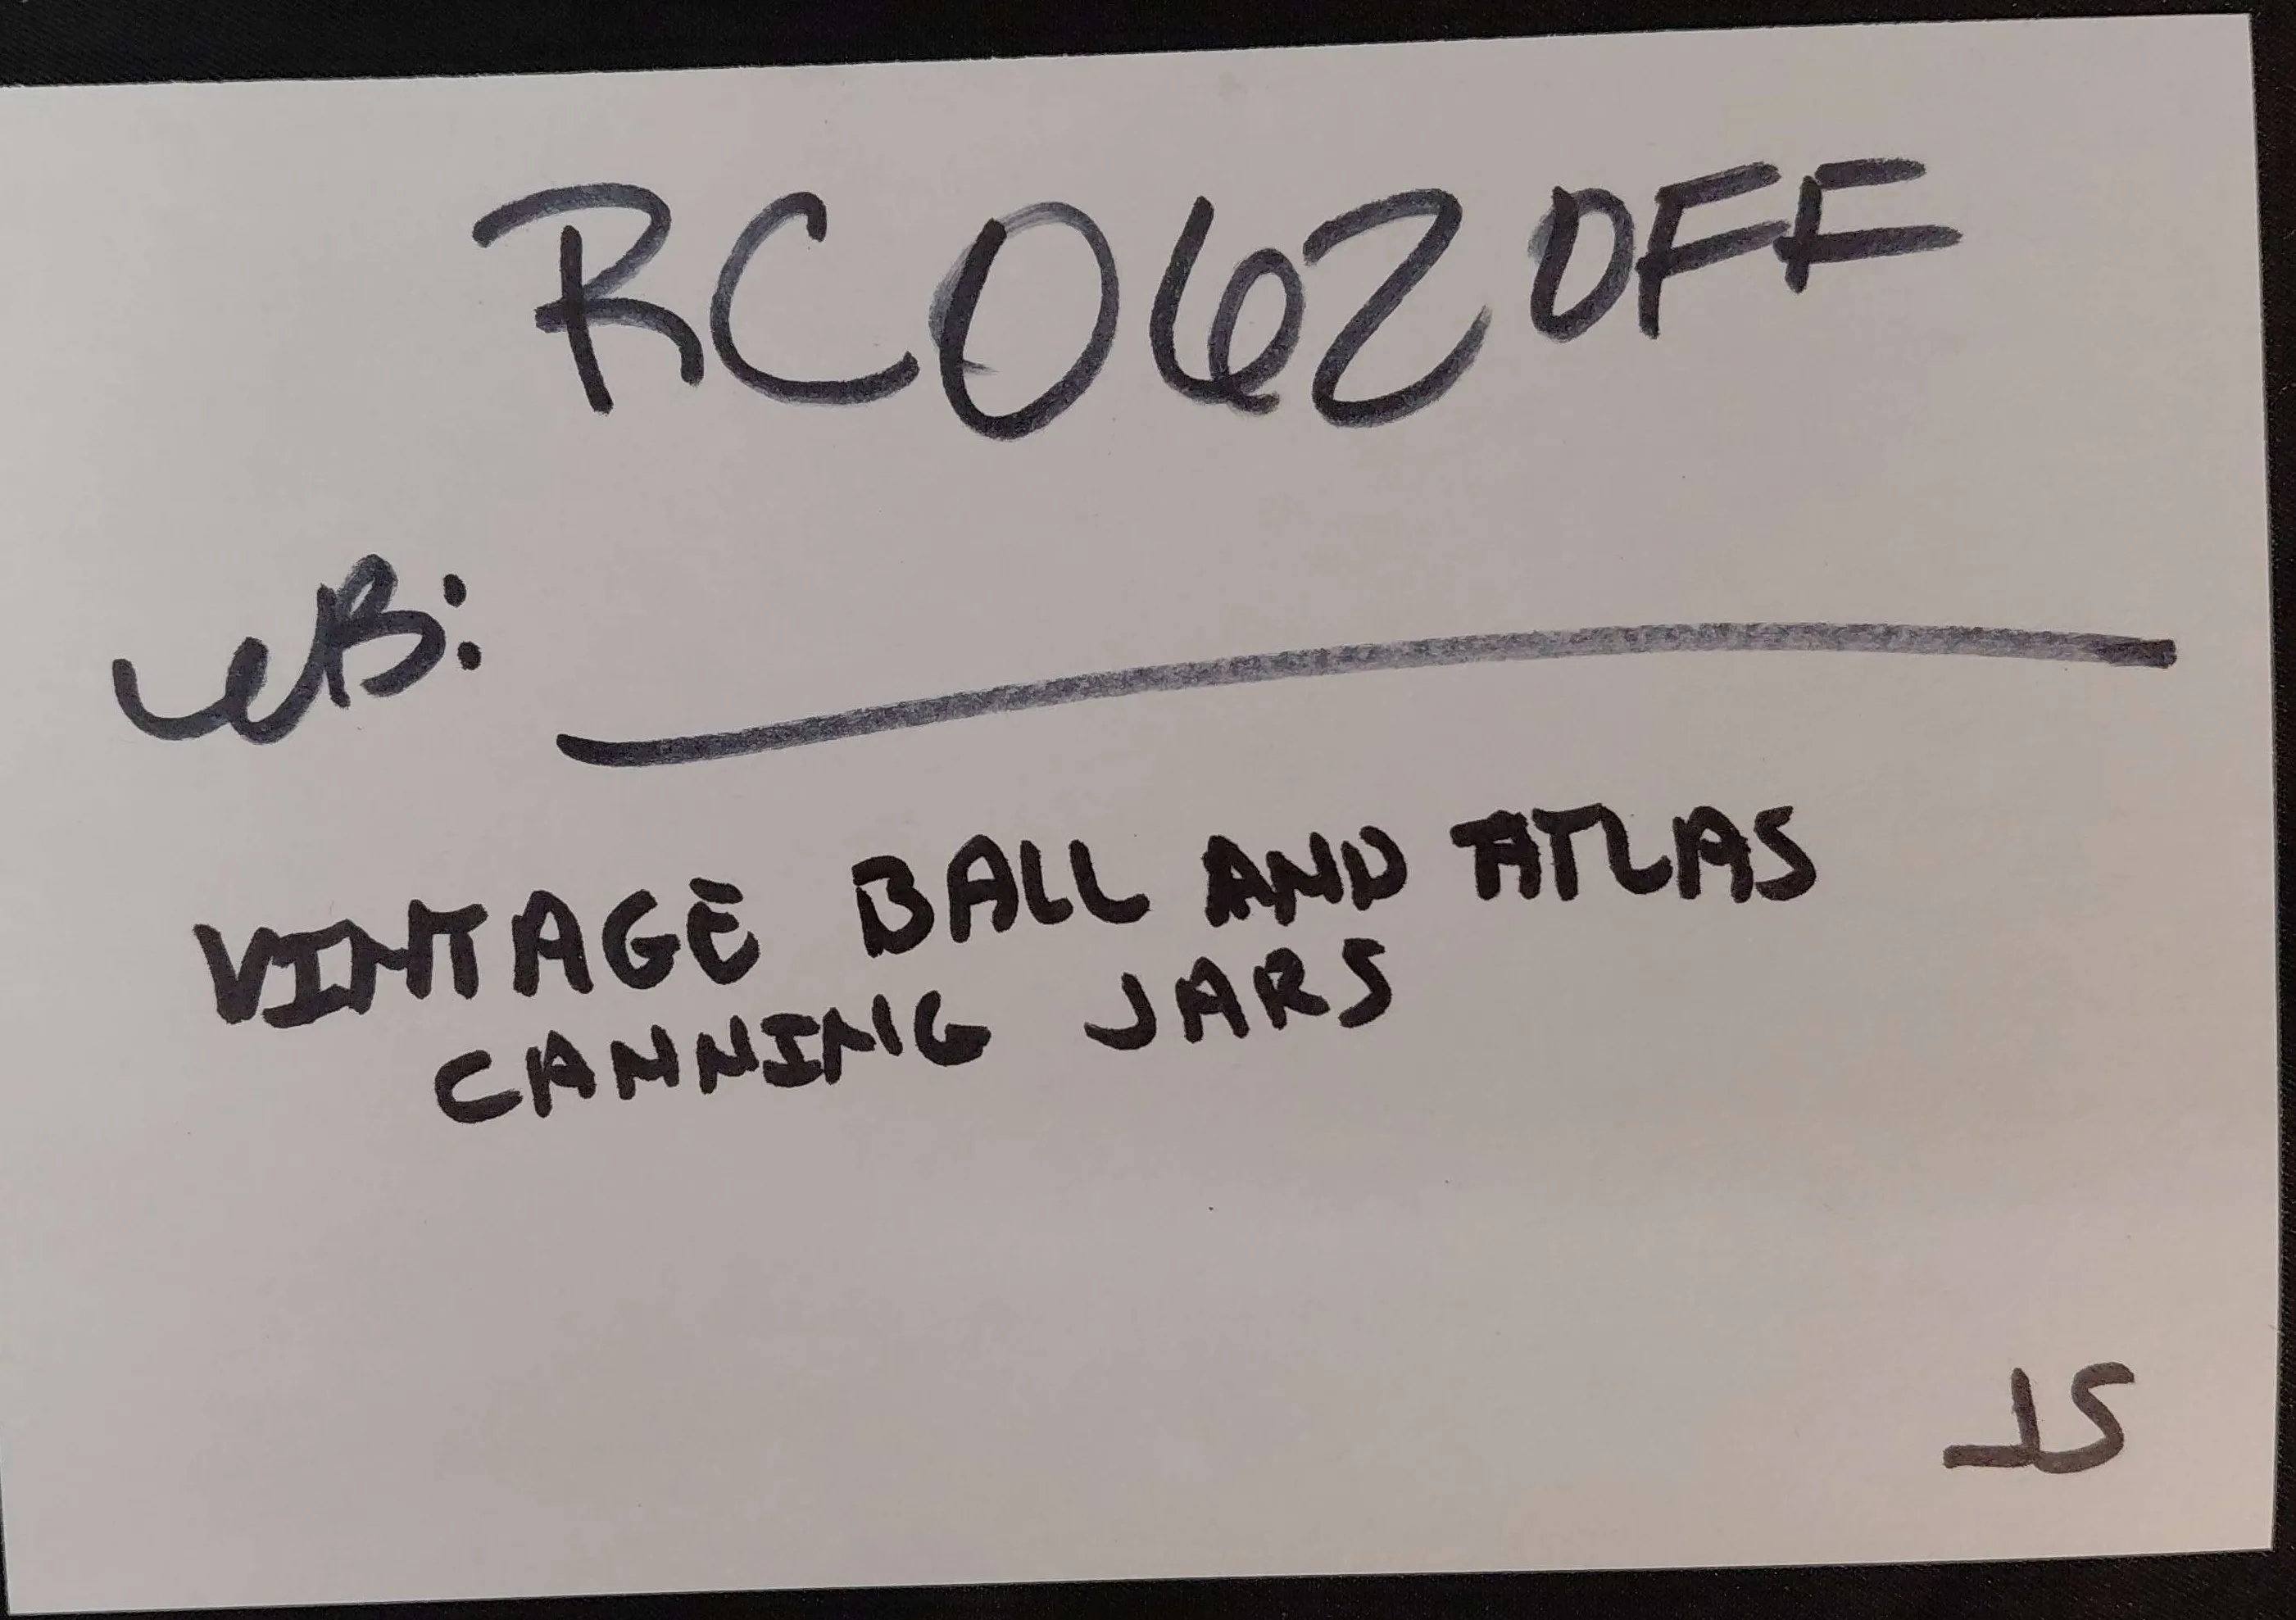 RC062OFF
WB:
VINTAGE BALL AND ATLAS
CANNING JARS
JS